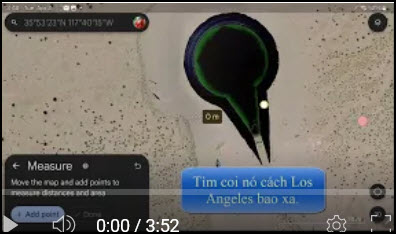 35°53'23"N 117°40'15"W
0 m
Tìm coi nó cách Los
Angeles bao xa.
Measure
Move the map and add points to
measure distances and area
+ Add point
Done
0:00 / 3:52